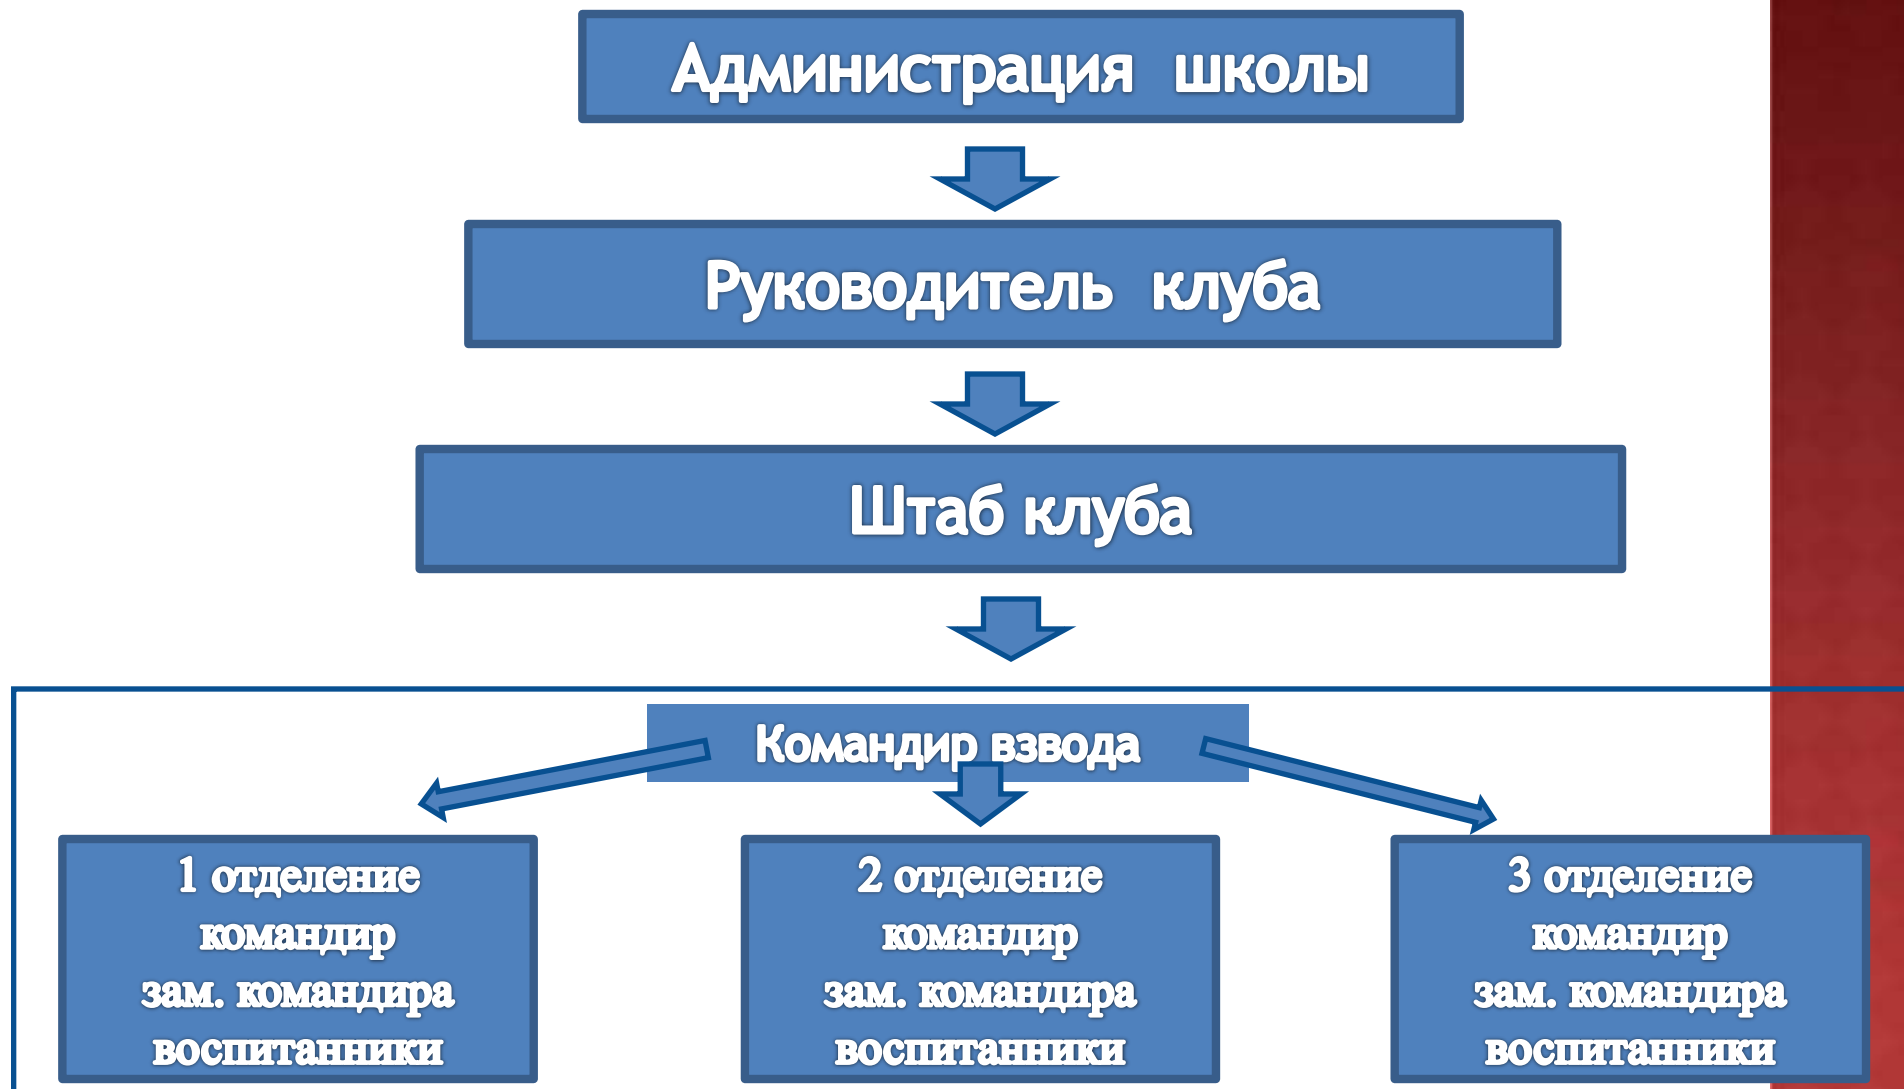 Администрация школы
Руководитель клуба
Штаб клуба
Командир взвода
1 отделение
командир
зам. командира
воспитанники
2 отделение
командир
зам. командира
воспитанники
3 отделение
командир
зам. командира
воспитанники